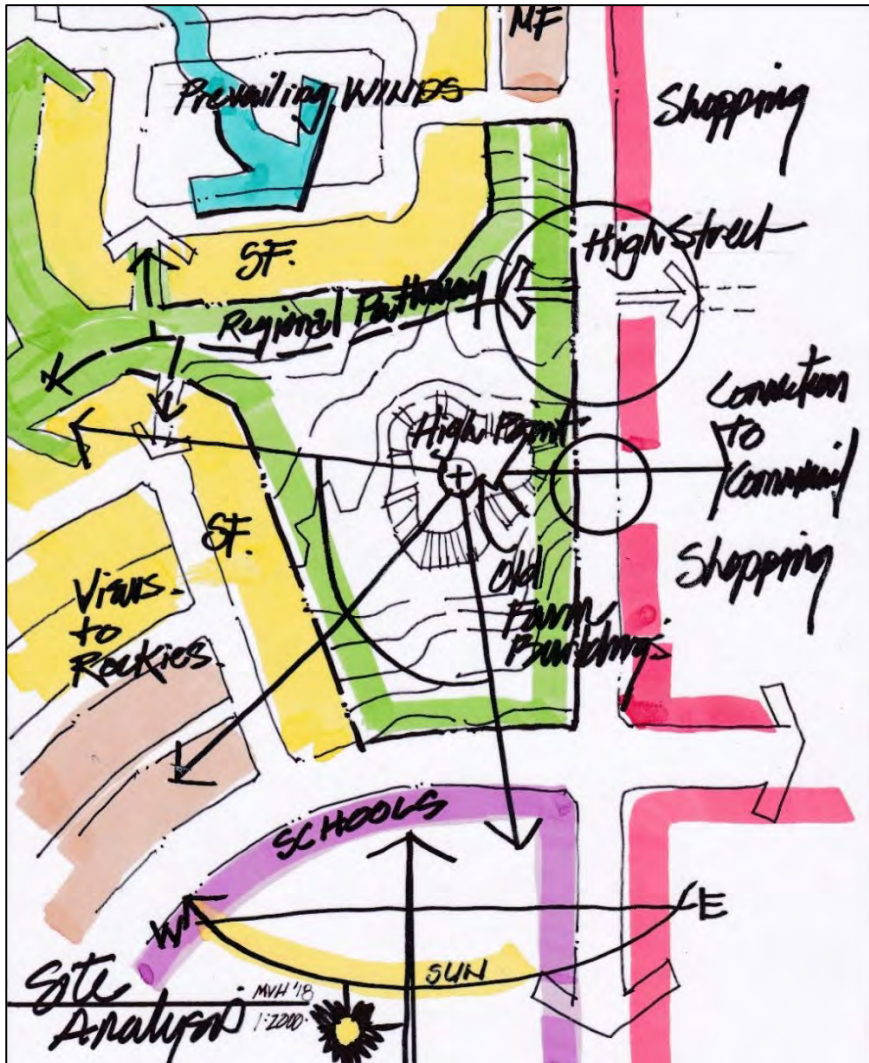 MF
Prevailing WINDS
Shopping
High Street
SF.
Regional Pathway
Connection
to
High Point
SF.
Old
Farm
Buildings.
Shopping
Views
to
Rockies.
SCHOOLS
W
E
SUN
Site
Analysis
MVH '18
1:2000.